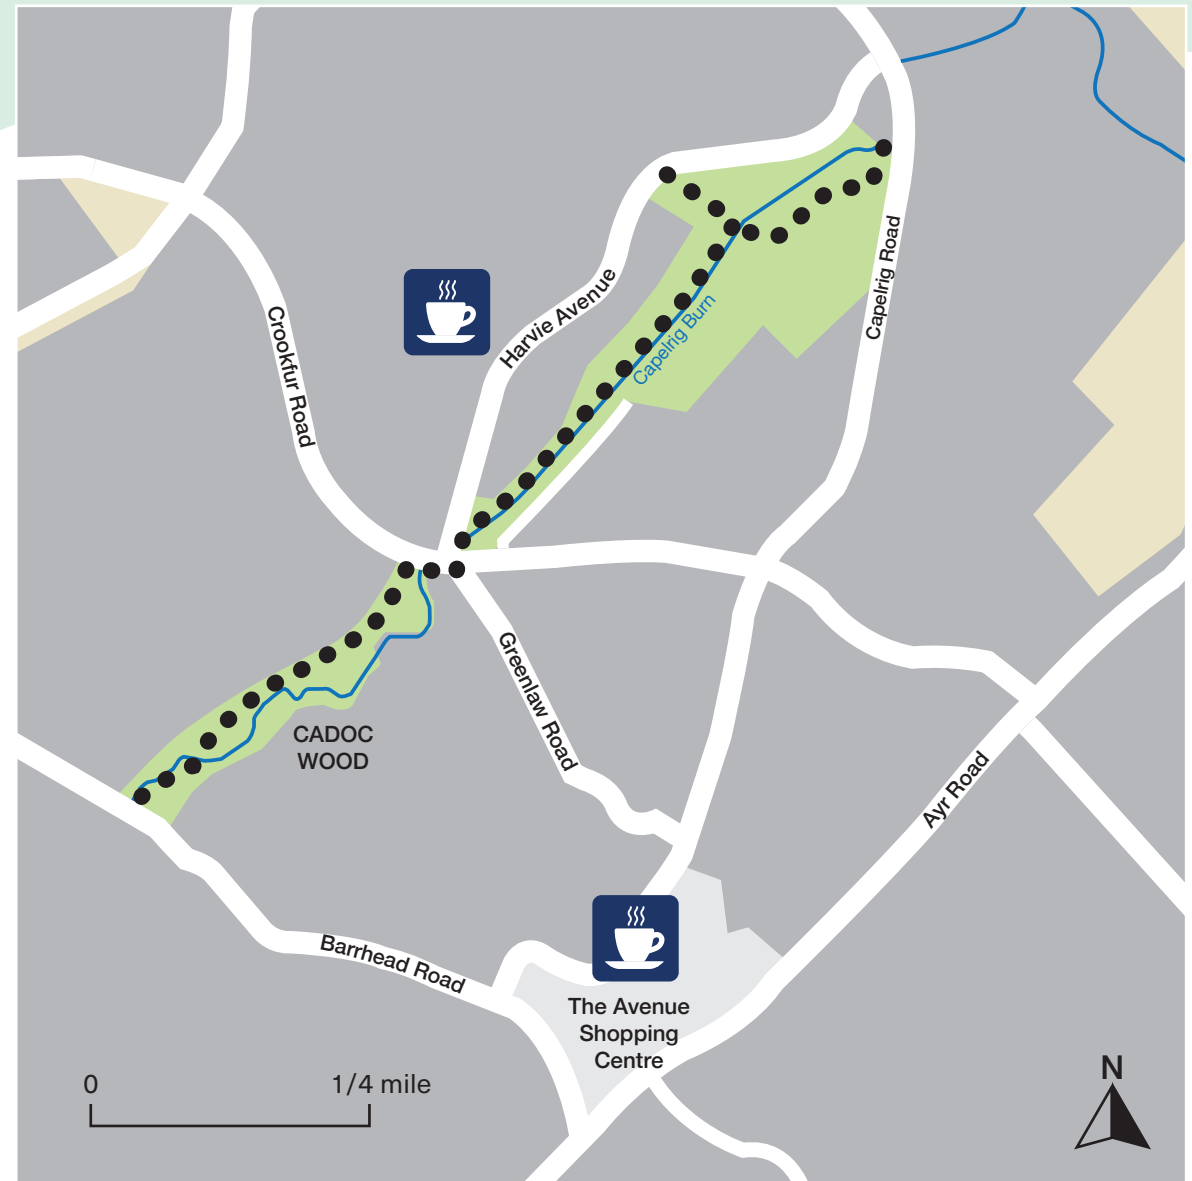 Capelrig Road
Harvie Avenue
Crookfur Road
Capelrig Burn
Greenlaw Road
CADOC
WOOD
Ayr Road
Barrhead Road
The Avenue
Shopping
Centre
0
1/4 mile
N